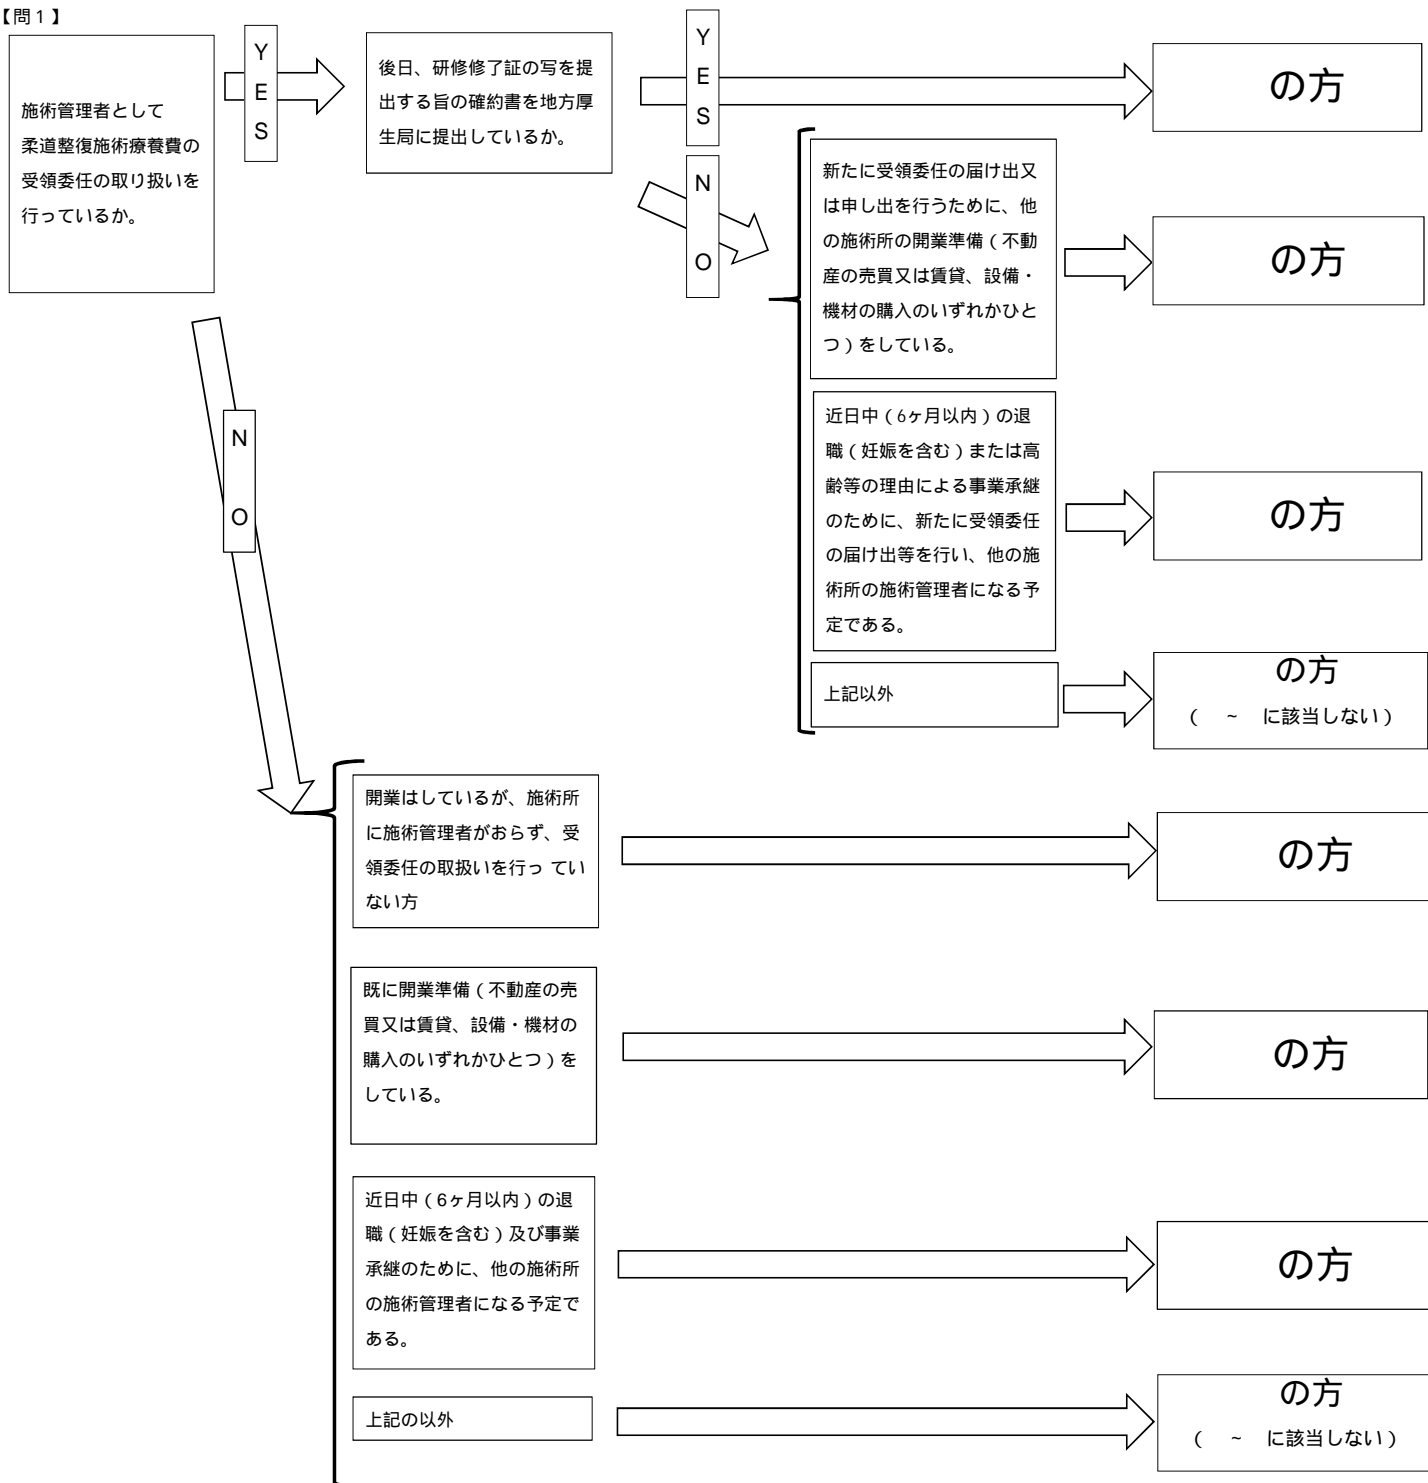 【問１】
施術管理者として
柔道整復施術療養費の
受領委任の取り扱いを
行っているか。
YES
後日、研修修了証の写を提
出する旨の確約書を地方厚
生局に提出しているか。
YES
の方
NO
新たに受領委任の届け出又
は申し出を行うために、他
の施術所の開業準備（不動
産の売買又は賃貸、設備・
機材の購入のいずれかひと
つ）をしている。
の方
近日中（6ヶ月以内）の退
職（妊娠を含む）または高
齢等の理由による事業承継
のために、新たに受領委任
の届け出等を行い、他の施
術所の施術管理者になる予
定である。
の方
上記以外
の方
（　～　に該当しない）
NO
開業はしているが、施術所
に施術管理者がおらず、受
領委任の取扱いを行っ てい
ない方
の方
既に開業準備（不動産の売
買又は賃貸、設備・機材の
購入のいずれかひとつ）を
している。
の方
近日中（6ヶ月以内）の退
職（妊娠を含む）及び事業
承継のために、他の施術所
の施術管理者になる予定で
ある。
の方
上記の以外
の方
（　～　に該当しない）